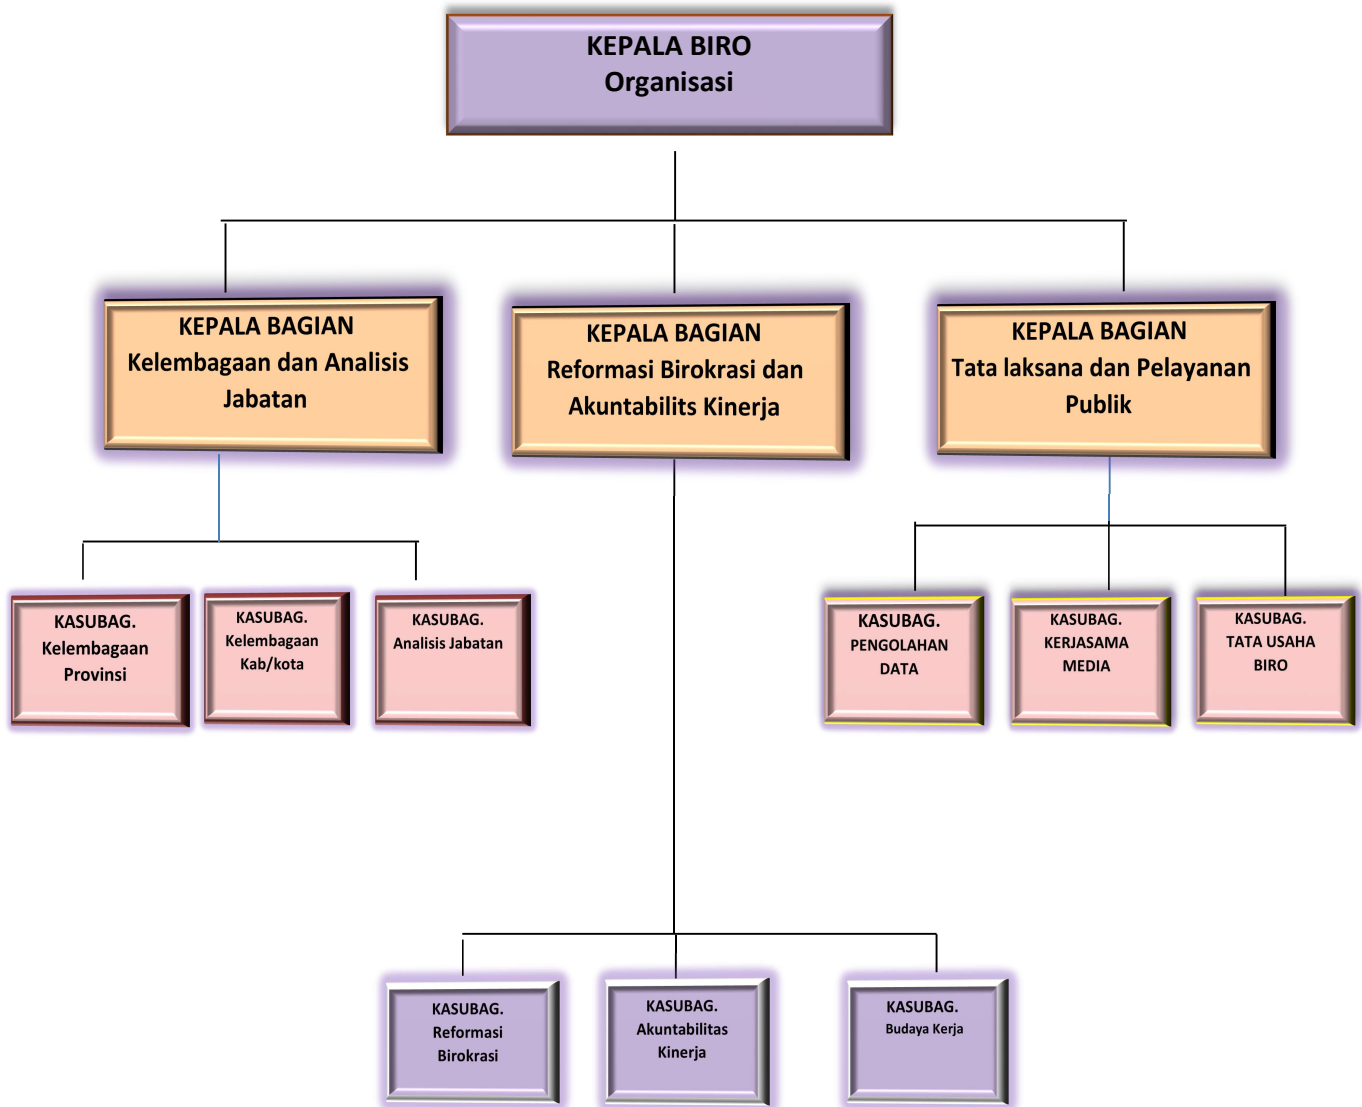 KEPALA BIRO
Organisasi
KEPALA BAGIAN
Kelembagaan dan Analisis
Jabatan
KEPALA BAGIAN
Reformasi Birokrasi dan
Akuntabilits Kinerja
KEPALA BAGIAN
Tata laksana dan Pelayanan
Publik
KASUBAG.
Kelembagaan
Provinsi
KASUBAG.
Kelembagaan
Kab/kota
KASUBAG.
Analisis Jabatan
KASUBAG.
PENGOLAHAN
DATA
KASUBAG.
KERJASAMA
MEDIA
KASUBAG.
TATA USAHA
BIRO
KASUBAG.
Reformasi
Birokrasi
KASUBAG.
Akuntabilitas
Kinerja
KASUBAG.
Budaya Kerja